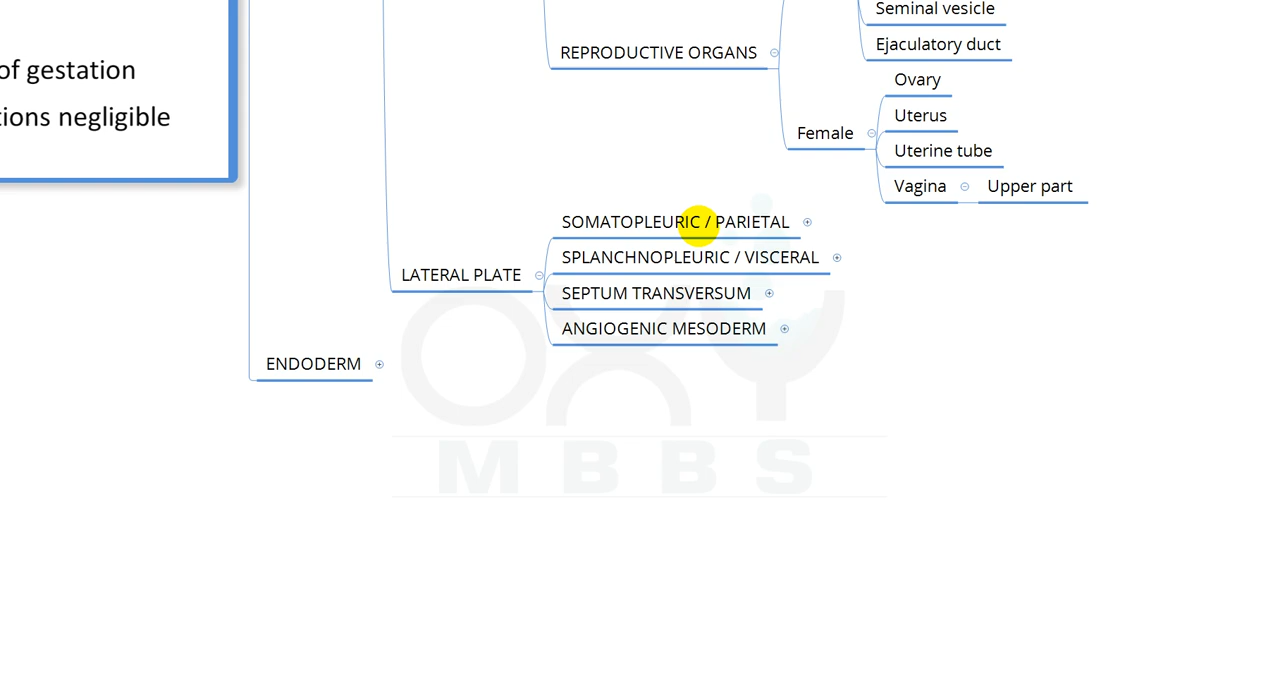 of gestation
tions negligible
Seminal vesicle
REPRODUCTIVE ORGANS
Ejaculatory duct
Ovary
Uterus
Female
Uterine tube
Vagina
Upper part
SOMATOPLEURIC / PARIETAL
SPLANCHNOPLEURIC / VISCERAL
LATERAL PLATE
SEPTUM TRANSVERSUM
ANGIOGENIC MESODERM
ENDODERM
OXY
MBBS